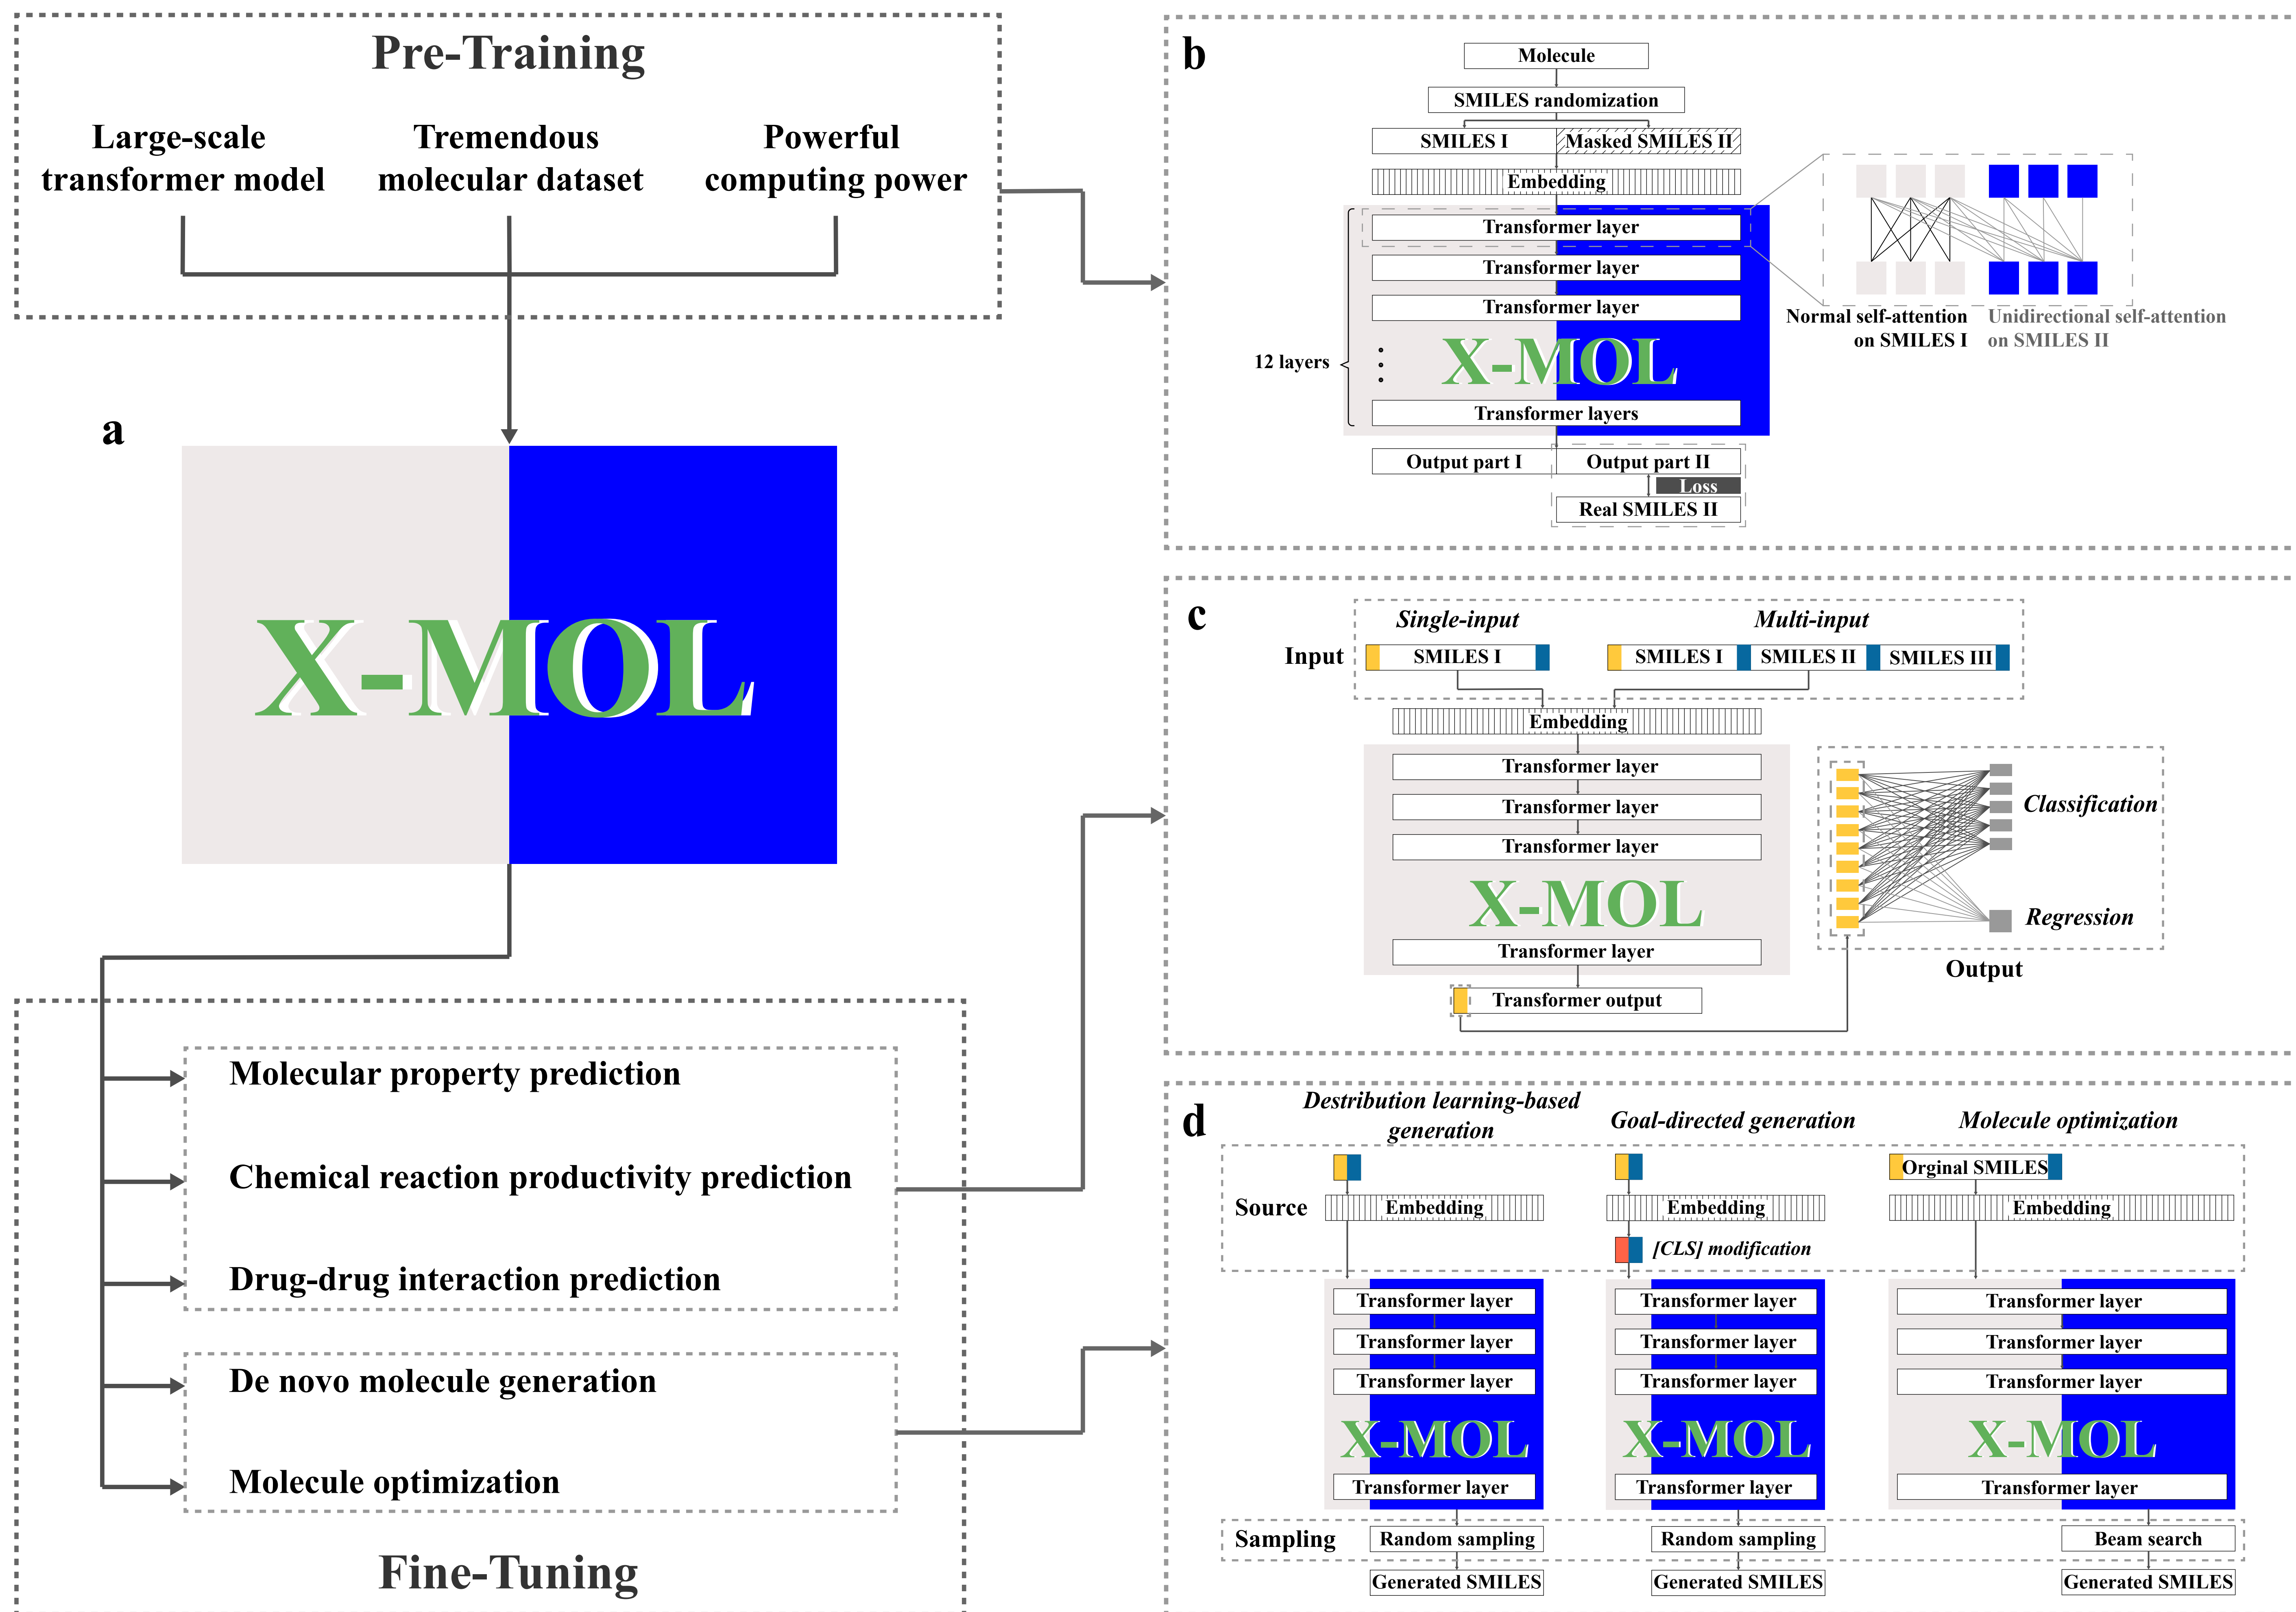 Pre-Training
Large-scale
transformer model
Tremendous
molecular dataset
Powerful
computing power
a
X-MOL
Molecular property prediction
Chemical reaction productivity prediction
Drug-drug interaction prediction
De novo molecule generation
Molecule optimization
Fine-Tuning
b
Molecule
SMILES randomization
SMILES I
Masked SMILES II
Embedding
Transformer layer
Transformer layer
Transformer layer
12 layers
X-MOL
Transformer layers
Output part I
Output part II
Loss
Real SMILES II
Normal self-attention
on SMILES I
Unidirectional self-attention
on SMILES II
c
Single-input
Multi-input
Input
SMILES I
SMILES I
SMILES II
SMILES III
Embedding
Transformer layer
Transformer layer
Transformer layer
X-MOL
Transformer layer
Transformer output
Classification
Regression
Output
d
Destribution learning-based
generation
Goal-directed generation
Molecule optimization
Source
Orginal SMILES
Embedding
Embedding
Embedding
[CLS] modification
Transformer layer
Transformer layer
Transformer layer
X-MOL
Transformer layer
Transformer layer
Transformer layer
Transformer layer
X-MOL
Transformer layer
Transformer layer
Transformer layer
Transformer layer
X-MOL
Transformer layer
Sampling
Random sampling
Random sampling
Beam search
Generated SMILES
Generated SMILES
Generated SMILES